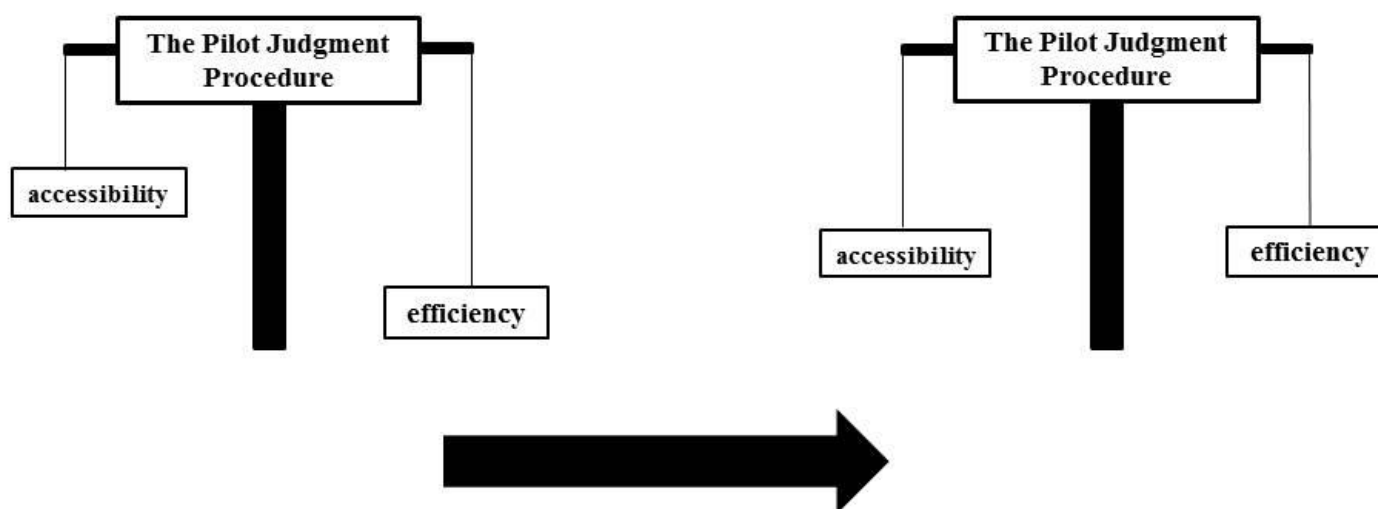 The Pilot Judgment
Procedure
accessibility
efficiency
The Pilot Judgment
Procedure
accessibility
efficiency